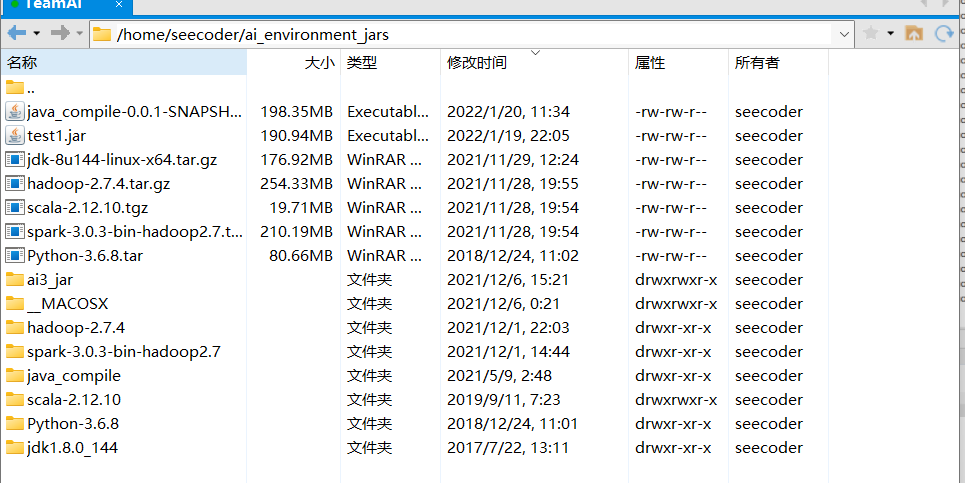 TeamAI ×
/home/seecoder/ai_environment_jars
名称 大小 类型 修改时间 属性 所有者
..
java_compile-0.0.1-SNAPSH... 198.35MB Executabl... 2022/1/20, 11:34 -rw-rw-r-- seecoder
test1.jar 190.94MB Executabl... 2022/1/19, 22:05 -rw-rw-r-- seecoder
jdk-8u144-linux-x64.tar.gz 176.92MB WinRAR ... 2021/11/29, 12:24 -rw-rw-r-- seecoder
hadoop-2.7.4.tar.gz 254.33MB WinRAR ... 2021/11/28, 19:55 -rw-rw-r-- seecoder
scala-2.12.10.tgz 19.71MB WinRAR ... 2021/11/28, 19:54 -rw-rw-r-- seecoder
spark-3.0.3-bin-hadoop2.7.t... 210.19MB WinRAR ... 2021/11/28, 19:54 -rw-rw-r-- seecoder
Python-3.6.8.tar 80.66MB WinRAR ... 2018/12/24, 11:02 -rw-rw-r-- seecoder
ai3_jar 文件夹 2021/12/6, 15:21 drwxrwxr-x seecoder
__MACOSX 文件夹 2021/12/6, 0:21 drwxrwxr-x seecoder
hadoop-2.7.4 文件夹 2021/12/1, 22:03 drwxr-xr-x seecoder
spark-3.0.3-bin-hadoop2.7 文件夹 2021/12/1, 14:44 drwxr-xr-x seecoder
java_compile 文件夹 2021/5/9, 2:48 drwxr-xr-x seecoder
scala-2.12.10 文件夹 2019/9/11, 7:23 drwxrwxr-x seecoder
Python-3.6.8 文件夹 2018/12/24, 11:01 drwxr-xr-x seecoder
jdk1.8.0_144 文件夹 2017/7/22, 13:11 drwxr-xr-x seecoder